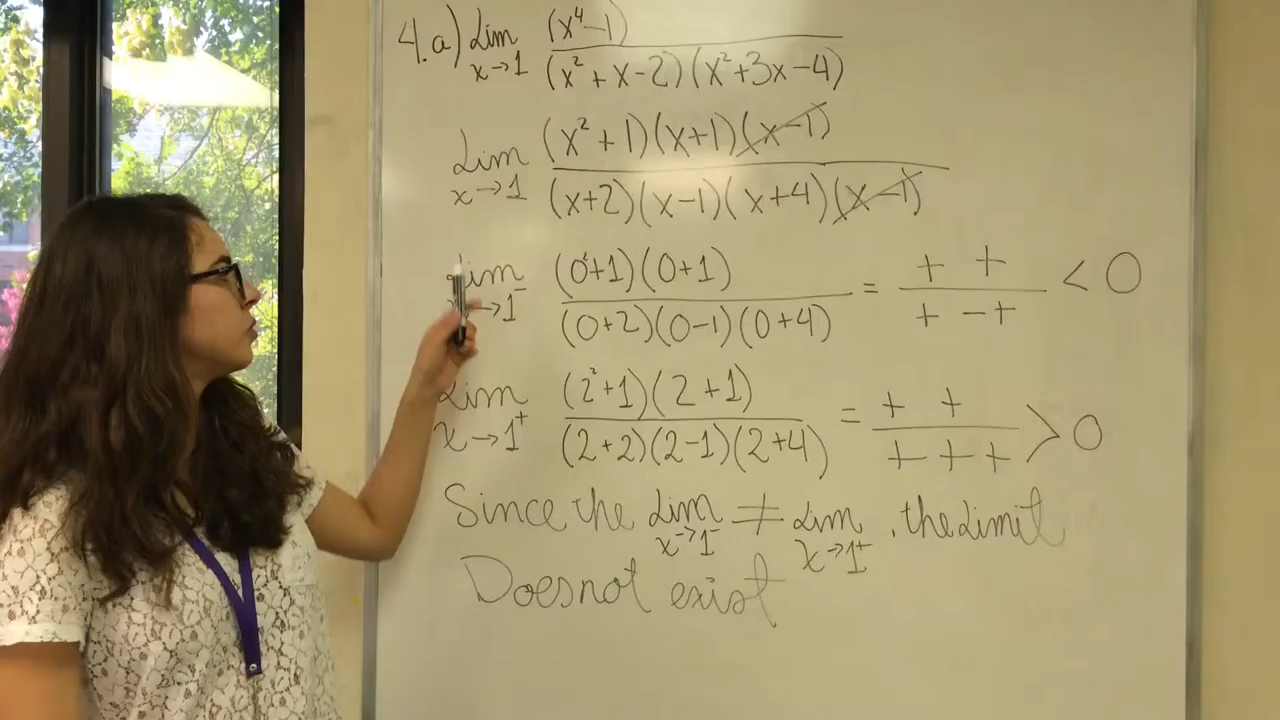 4.a) Lim x→1 (x⁴-1) / (x²+x-2)(x²+3x-4)
Lim x→1 (x²+1)(x+1)(x-1) / (x+2)(x-1)(x+4)(x-1)
Lim x→1⁻ (0²+1)(0+1) / (0+2)(0-1)(0+4) = + + / + - + < 0
Lim x→1⁺ (2²+1)(2+1) / (2+2)(2-1)(2+4) = + + / + + + > 0
Since the Lim x→1⁻ ≠ Lim x→1⁺, the Limit
Does not exist